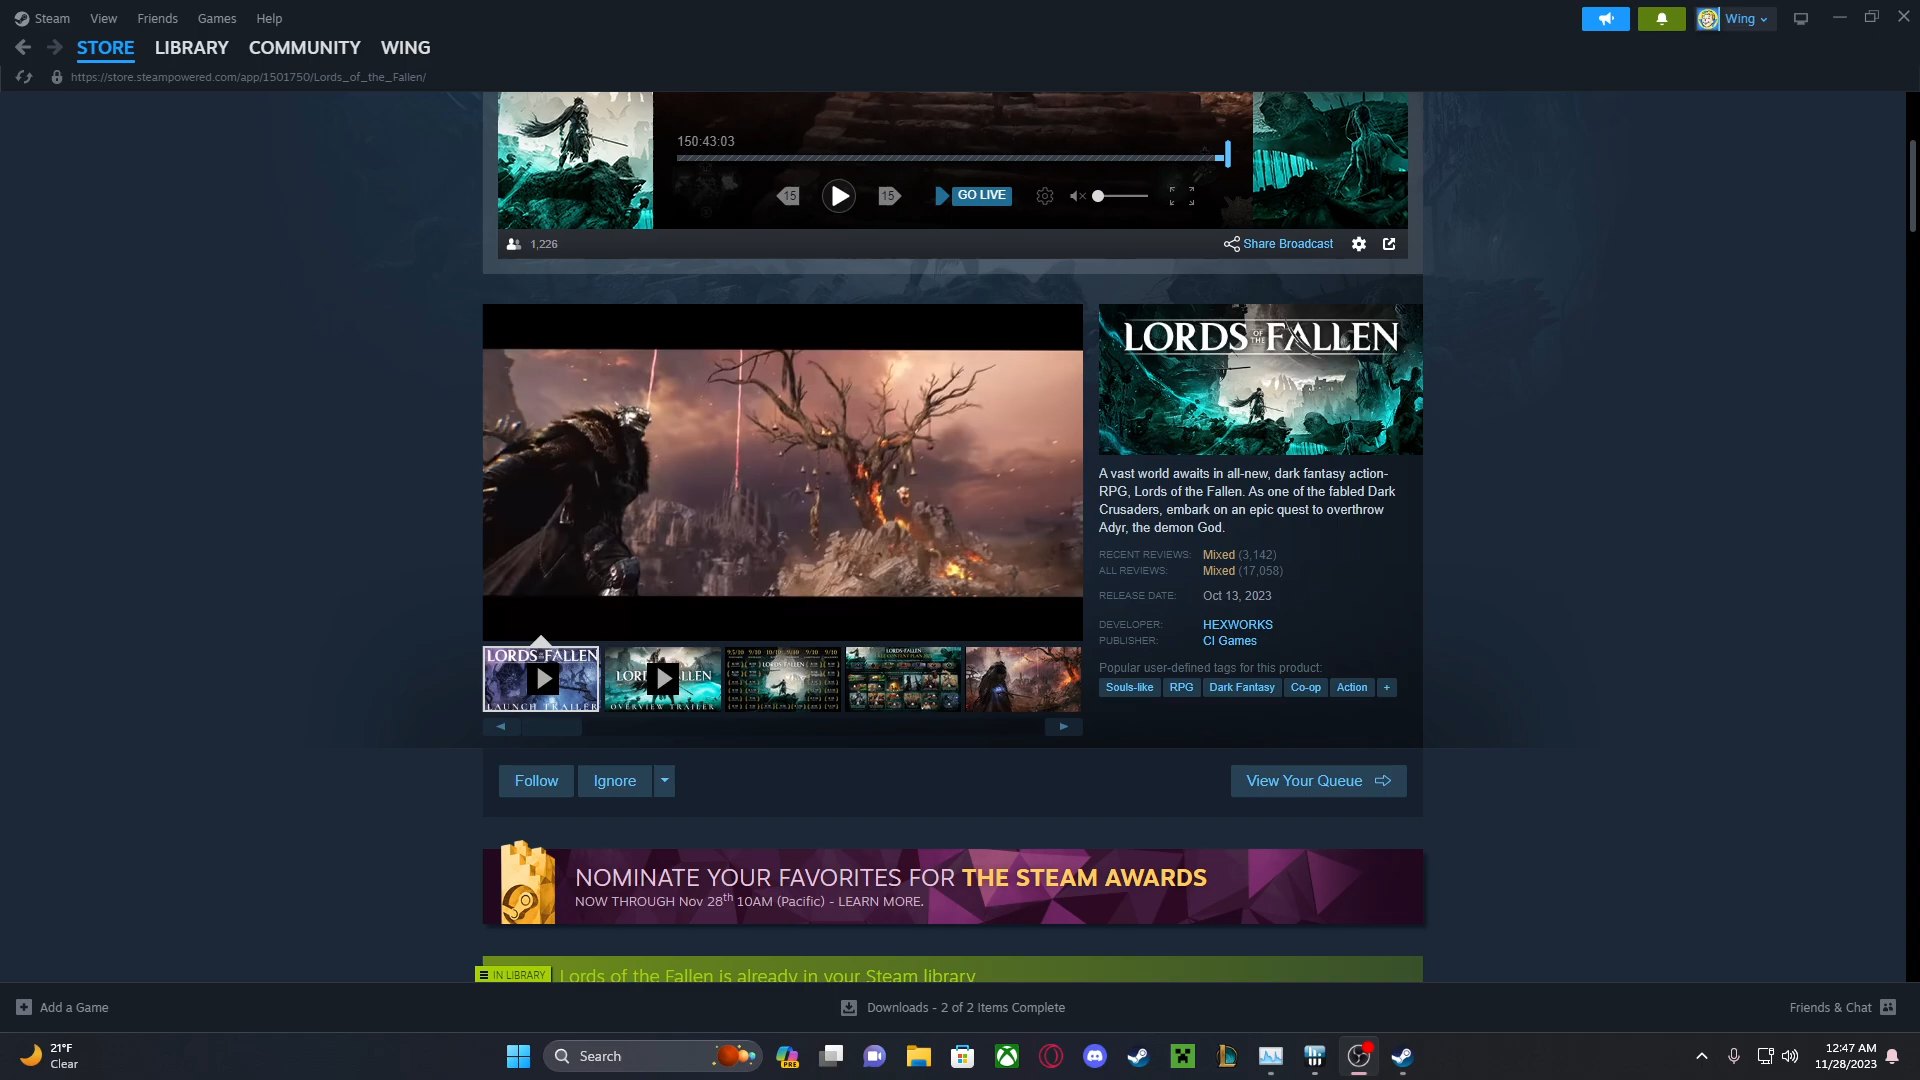 Steam View Friends Games Help
Wing
STORE LIBRARY COMMUNITY WING
https://store.steampowered.com/app/1501750/Lords_of_the_Fallen/
150:43:03
15 15 GO LIVE
1,226
Share Broadcast
LORDS OF THE FALLEN
A vast world awaits in all-new, dark fantasy action-
RPG, Lords of the Fallen. As one of the fabled Dark
Crusaders, embark on an epic quest to overthrow
Adyr, the demon God.
RECENT REVIEWS: Mixed (3,142)
ALL REVIEWS: Mixed (17,058)
RELEASE DATE: Oct 13, 2023
DEVELOPER: HEXWORKS
PUBLISHER: CI Games
Popular user-defined tags for this product:
Souls-like RPG Dark Fantasy Co-op Action +
LORDS OF THE FALLEN
LAUNCH TRAILER
OVERVIEW TRAILER
Follow Ignore
View Your Queue
NOMINATE YOUR FAVORITES FOR THE STEAM AWARDS
NOW THROUGH Nov 28th 10AM (Pacific) - LEARN MORE.
IN LIBRARY
Lords of the Fallen is already in your Steam library
Add a Game
Downloads - 2 of 2 Items Complete
Friends & Chat
21°F
Clear
Search
PRE
12:47 AM
11/28/2023